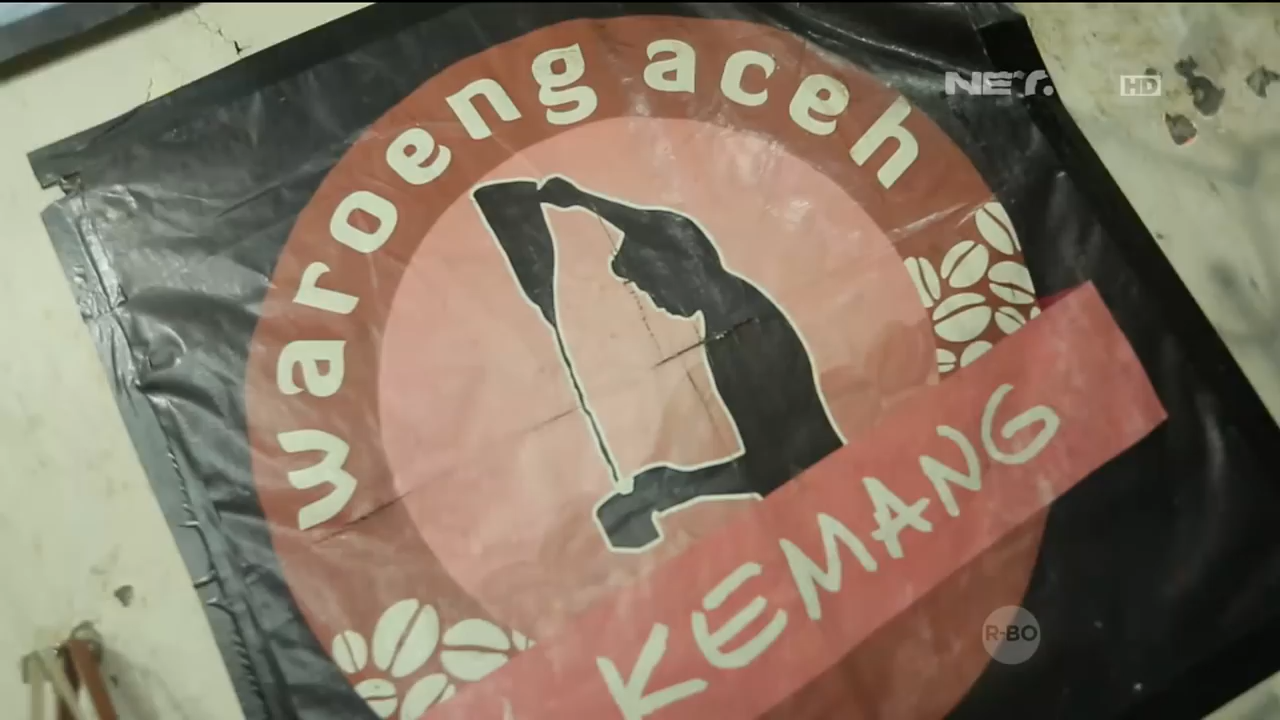 waroeng aceh
KEMANG
NET.
HD
R-BO